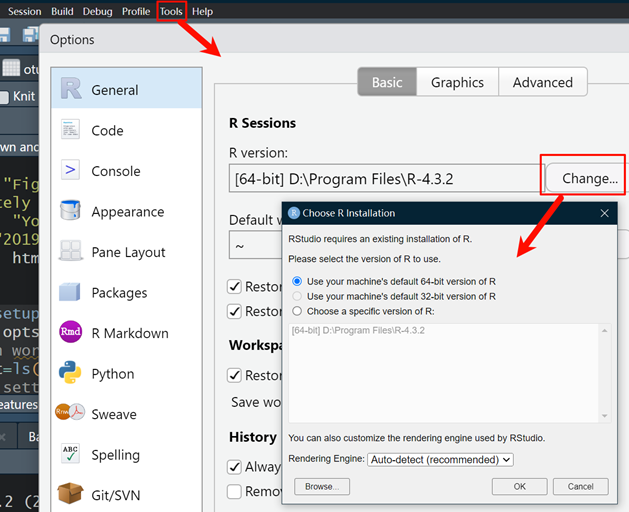 Session Build Debug Profile Tools Help
Options
General
Code
Console
Appearance
Pane Layout
Packages
R Markdown
Python
Sweave
Spelling
Git/SVN
Basic Graphics Advanced
R Sessions
R version:
[64-bit] D:\Program Files\R-4.3.2 Change...
Default w
~
Restor
Restor
Workspa
Restor
Save wo
History
Alway
Remov
Choose R Installation
RStudio requires an existing installation of R.
Please select the version of R to use.
Use your machine's default 64-bit version of R
Use your machine's default 32-bit version of R
Choose a specific version of R:
[64-bit] D:\Program Files\R-4.3.2
You can also customize the rendering engine used by RStudio.
Rendering Engine: Auto-detect (recommended)
Browse... OK Cancel
otu
Knit
wn and
"Fig
tely
"You
"2019
htm
setup
opts
wor
t=ls(
sett
eatures
Ba
.2 (2
Rmd
Rnw
ABC